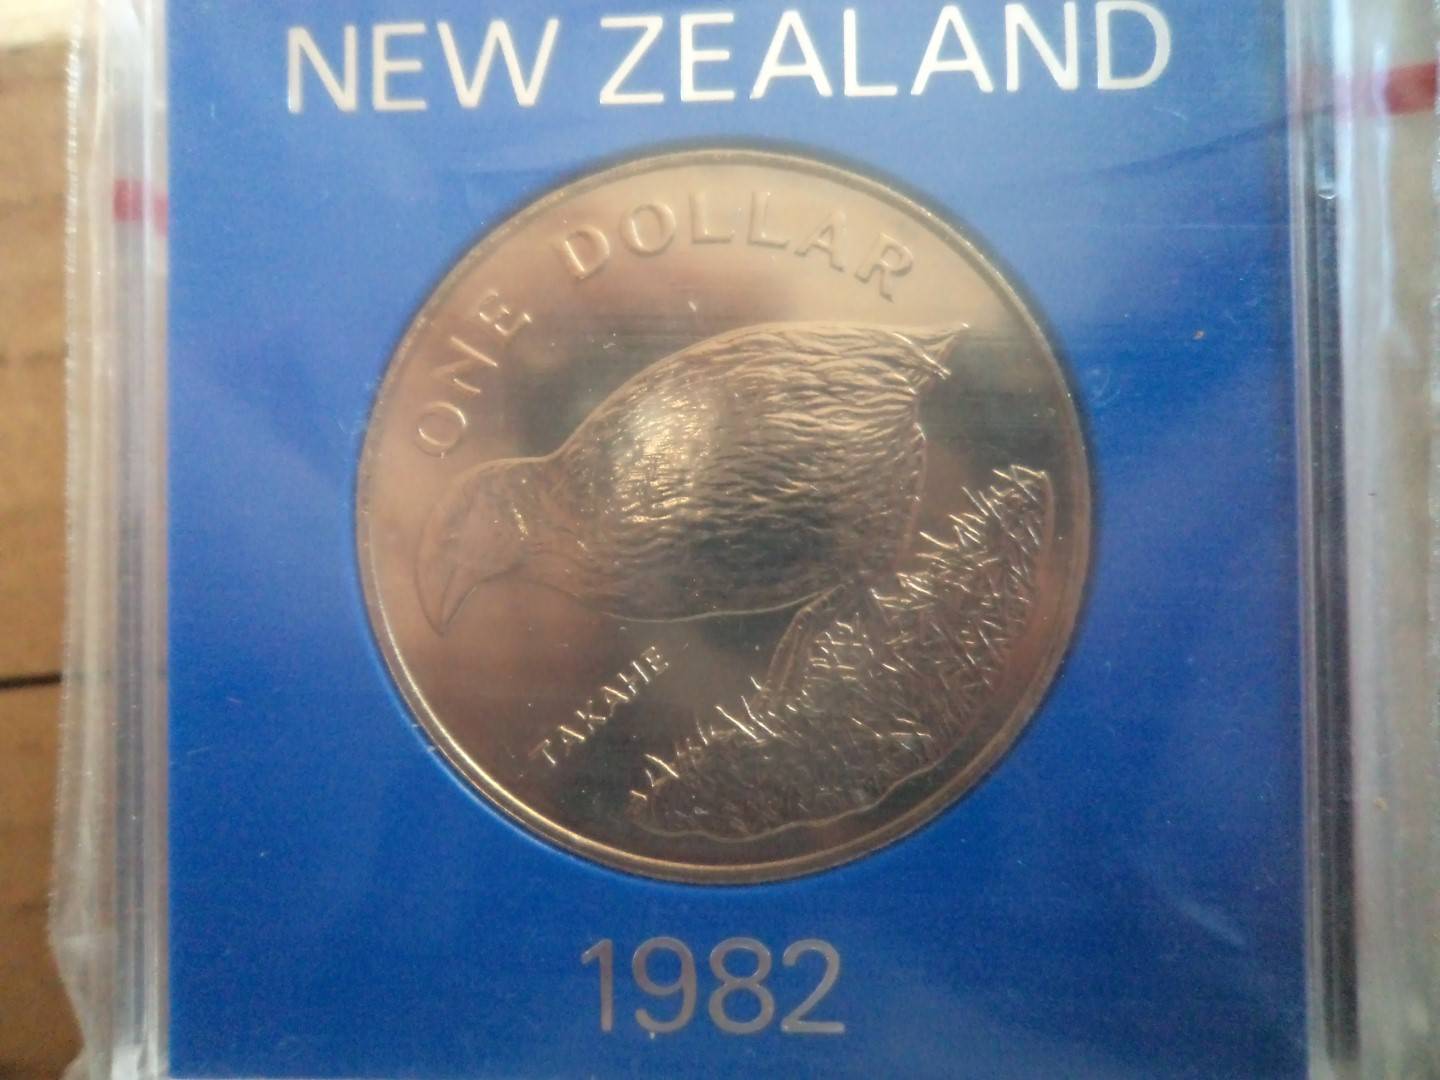 NEW ZEALAND
ONE DOLLAR
TAKAHE
1982